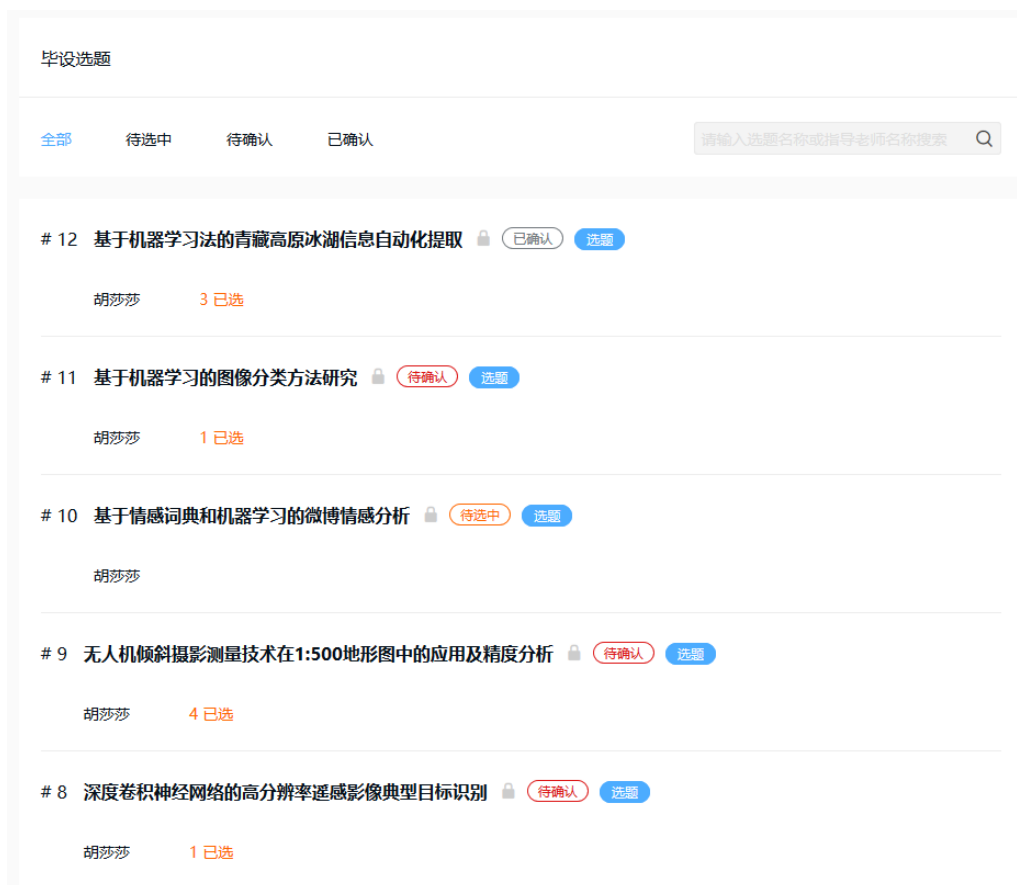 毕设选题
全部 待选中 待确认 已确认 请输入选题名称或指导老师名称搜索
# 12 基于机器学习法的青藏高原冰湖信息自动化提取 已确认 选题
胡莎莎 3 已选
# 11 基于机器学习的图像分类方法研究 待确认 选题
胡莎莎 1 已选
# 10 基于情感词典和机器学习的微博情感分析 待选中 选题
胡莎莎
# 9 无人机倾斜摄影测量技术在1:500地形图中的应用及精度分析 待确认 选题
胡莎莎 4 已选
# 8 深度卷积神经网络的高分辨率遥感影像典型目标识别 待确认 选题
胡莎莎 1 已选